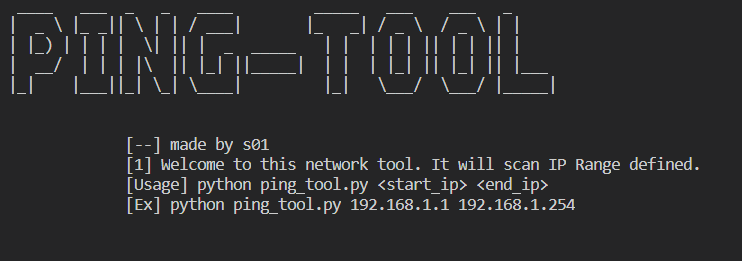 PING-TOOL
[--] made by s01
[1] Welcome to this network tool. It will scan IP Range defined.
[Usage] python ping_tool.py <start_ip> <end_ip>
[Ex] python ping_tool.py 192.168.1.1 192.168.1.254